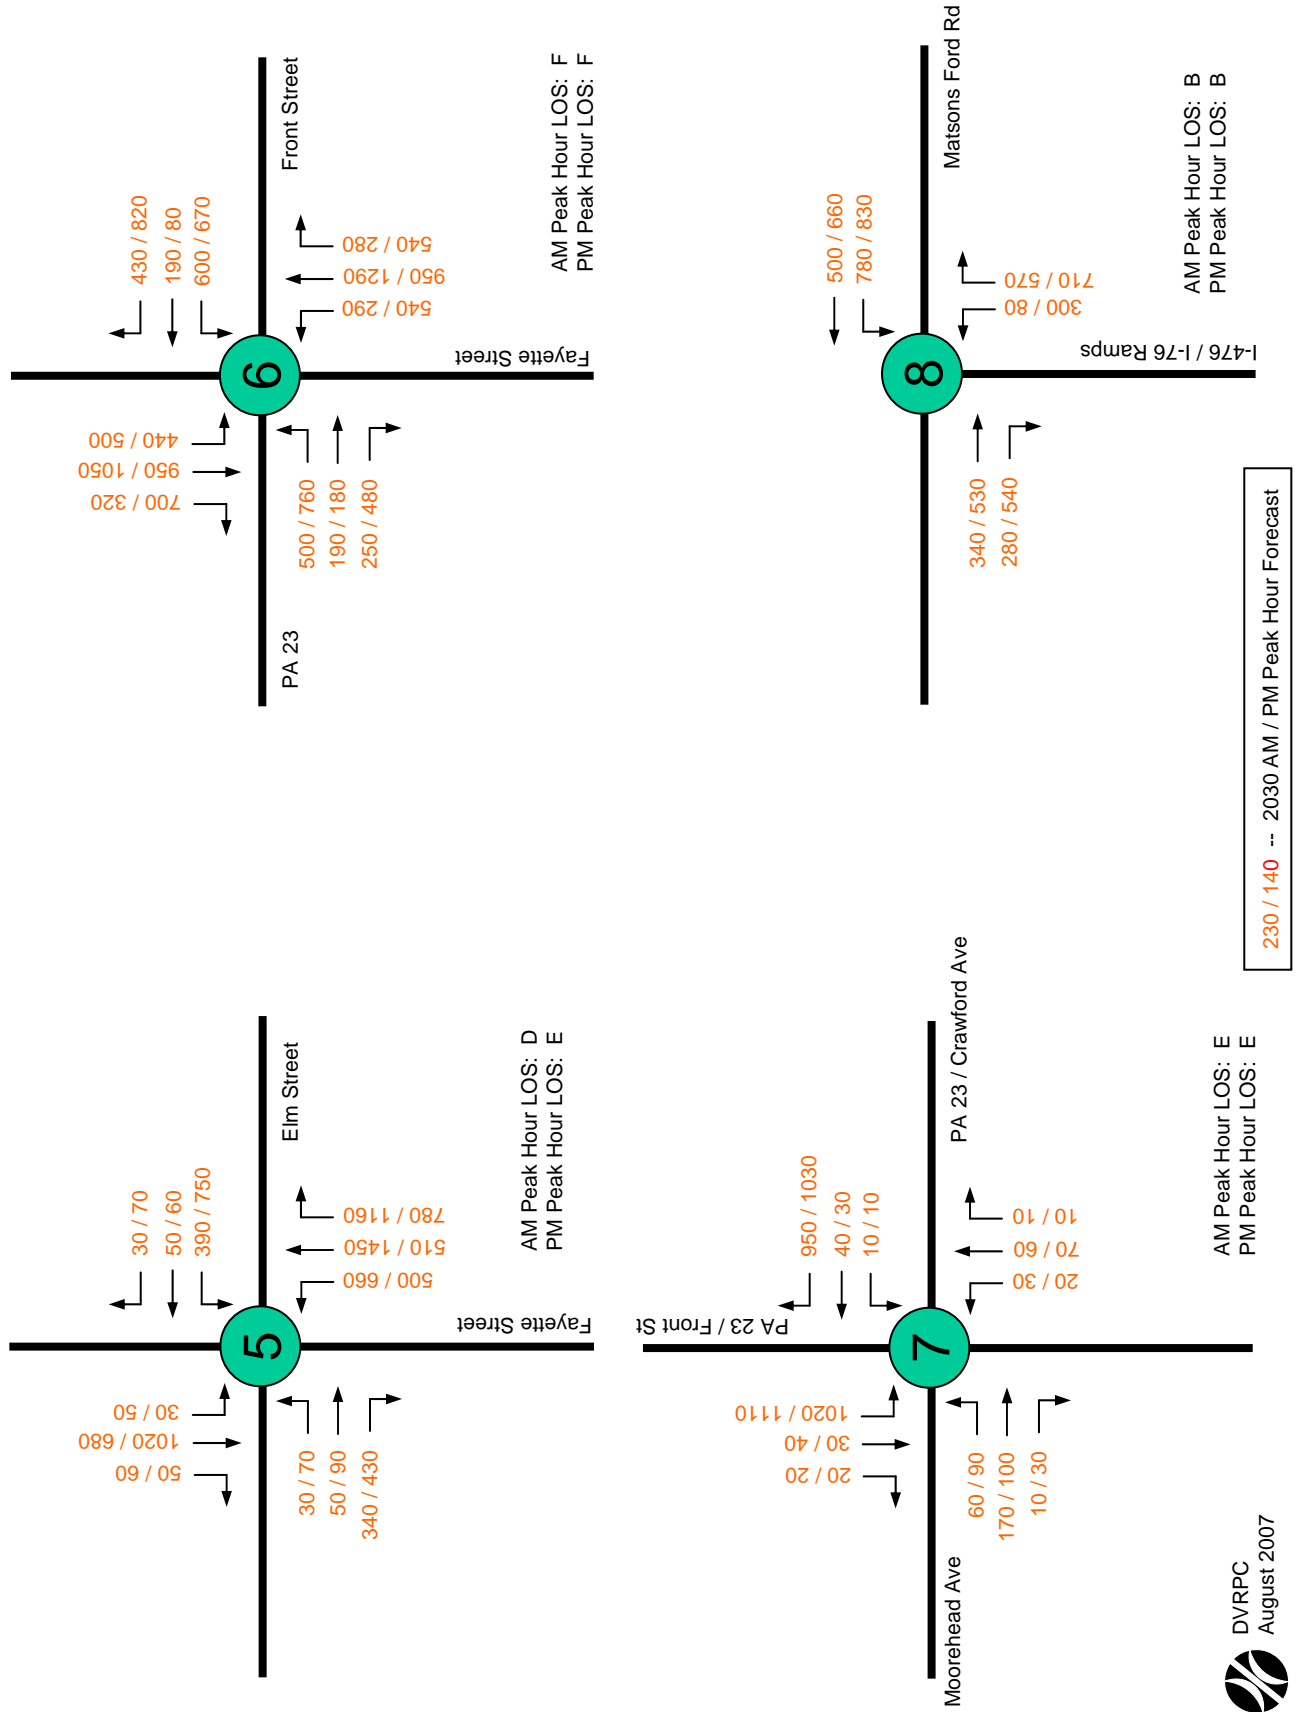 5
Elm Street
Fayette Street
30 / 70
50 / 60
390 / 750
30 / 50
1020 / 680
50 / 60
30 / 70
50 / 90
340 / 430
500 / 660
510 / 1450
780 / 1160
AM Peak Hour LOS: D
PM Peak Hour LOS: E
6
Front Street
PA 23
Fayette Street
430 / 820
190 / 80
600 / 670
440 / 500
950 / 1050
700 / 320
500 / 760
190 / 180
250 / 480
540 / 290
950 / 1290
540 / 280
AM Peak Hour LOS: F
PM Peak Hour LOS: F
7
PA 23 / Crawford Ave
Moorehead Ave
PA 23 / Front St
950 / 1030
40 / 30
10 / 10
1020 / 1110
30 / 40
20 / 20
60 / 90
170 / 100
10 / 30
20 / 30
70 / 60
10 / 10
AM Peak Hour LOS: E
PM Peak Hour LOS: E
8
Matsons Ford Rd
I-476 / I-76 Ramps
500 / 660
780 / 830
340 / 530
280 / 540
300 / 80
710 / 570
AM Peak Hour LOS: B
PM Peak Hour LOS: B
DVRPC
August 2007
230 / 140 -- 2030 AM / PM Peak Hour Forecast